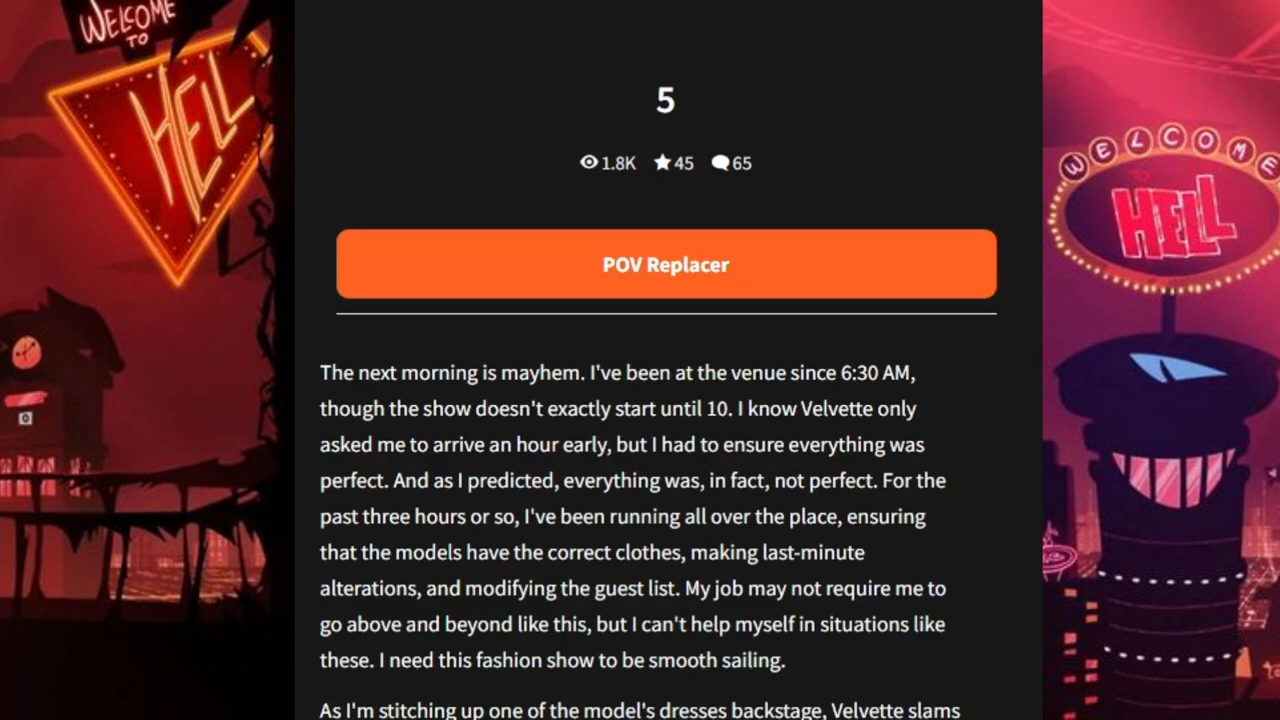 WELCOME
TO
HELL
5
1.8K 45 65
POV Replacer
The next morning is mayhem. I've been at the venue since 6:30 AM,
though the show doesn't exactly start until 10. I know Velvette only
asked me to arrive an hour early, but I had to ensure everything was
perfect. And as I predicted, everything was, in fact, not perfect. For the
past three hours or so, I've been running all over the place, ensuring
that the models have the correct clothes, making last-minute
alterations, and modifying the guest list. My job may not require me to
go above and beyond like this, but I can't help myself in situations like
these. I need this fashion show to be smooth sailing.
As I'm stitching up one of the model's dresses backstage, Velvette slams
WELCOME
TO
HELL